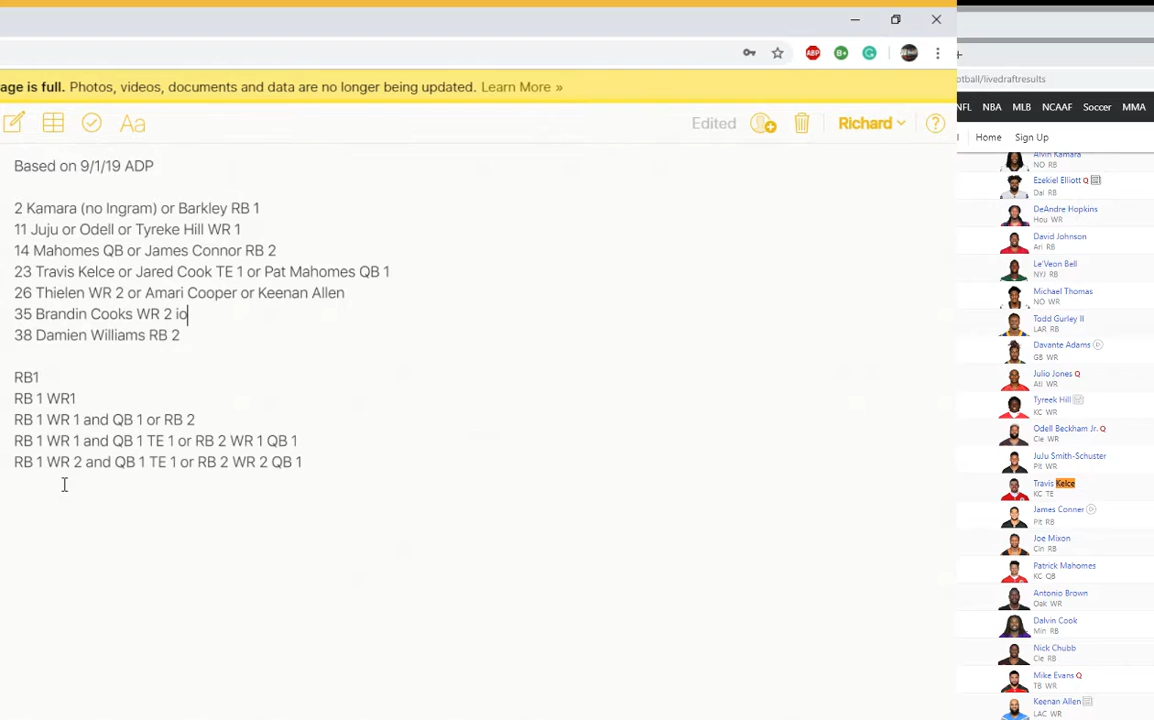 age is full. Photos, videos, documents and data are no longer being updated. Learn More »
Aa
Edited
Richard
?
Based on 9/1/19 ADP
2 Kamara (no Ingram) or Barkley RB 1
11 Juju or Odell or Tyreke Hill WR 1
14 Mahomes QB or James Connor RB 2
23 Travis Kelce or Jared Cook TE 1 or Pat Mahomes QB 1
26 Thielen WR 2 or Amari Cooper or Keenan Allen
35 Brandin Cooks WR 2 io
38 Damien Williams RB 2
RB1
RB 1 WR1
RB 1 WR 1 and QB 1 or RB 2
RB 1 WR 1 and QB 1 TE 1 or RB 2 WR 1 QB 1
RB 1 WR 2 and QB 1 TE 1 or RB 2 WR 2 QB 1
ABP
B+
G
ootball/livedraftresults
NFL NBA MLB NCAAF Soccer MMA
Home Sign Up
Alvin Kamara
NO RB
Ezekiel Elliott Q
Dal RB
DeAndre Hopkins
Hou WR
David Johnson
Ari RB
Le'Veon Bell
NYJ RB
Michael Thomas
NO WR
Todd Gurley II
LAR RB
Davante Adams
GB WR
Julio Jones Q
Atl WR
Tyreek Hill
KC WR
Odell Beckham Jr. Q
Cle WR
JuJu Smith-Schuster
Pit WR
Travis Kelce
KC TE
James Conner
Pit RB
Joe Mixon
Cin RB
Patrick Mahomes
KC QB
Antonio Brown
Oak WR
Dalvin Cook
Min RB
Nick Chubb
Cle RB
Mike Evans Q
TB WR
Keenan Allen
LAC WR